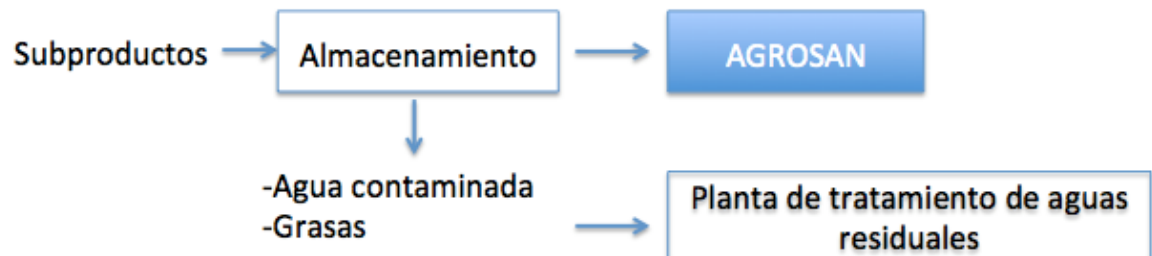 Subproductos
Almacenamiento
AGROSAN
-Agua contaminada
-Grasas
Planta de tratamiento de aguas
residuales